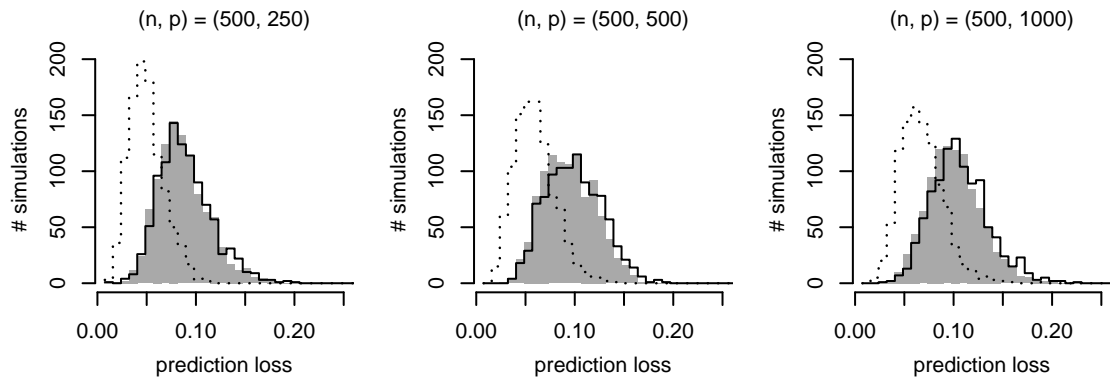 (n, p) = (500, 250)
# simulations
200
150
100
50
0
0.00 0.10 0.20
prediction loss
(n, p) = (500, 500)
# simulations
200
150
100
50
0
0.00 0.10 0.20
prediction loss
(n, p) = (500, 1000)
# simulations
200
150
100
50
0
0.00 0.10 0.20
prediction loss